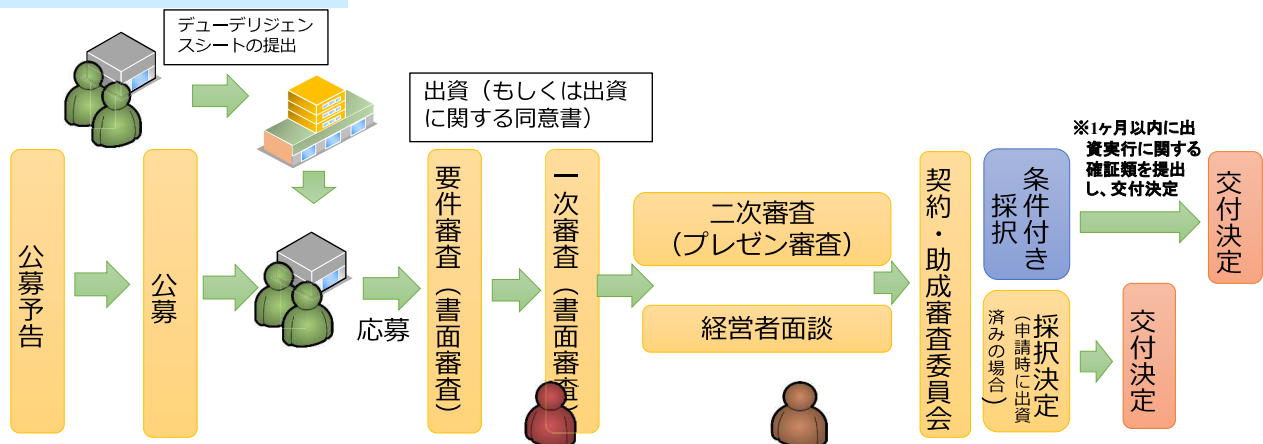 デューデリジェン
スシートの提出
出資（もしくは出資
に関する同意書）
公募予告
公募
応募
要件審査（書面審査）
一次審査（書面審査）
二次審査
（プレゼン審査）
経営者面談
契約・助成審査委員会
条件付き
採択
※1ヶ月以内に出
資実行に関する
確証類を提出
し、交付決定
交付決定
採択決定
（申請時に出資
済みの場合）
交付決定